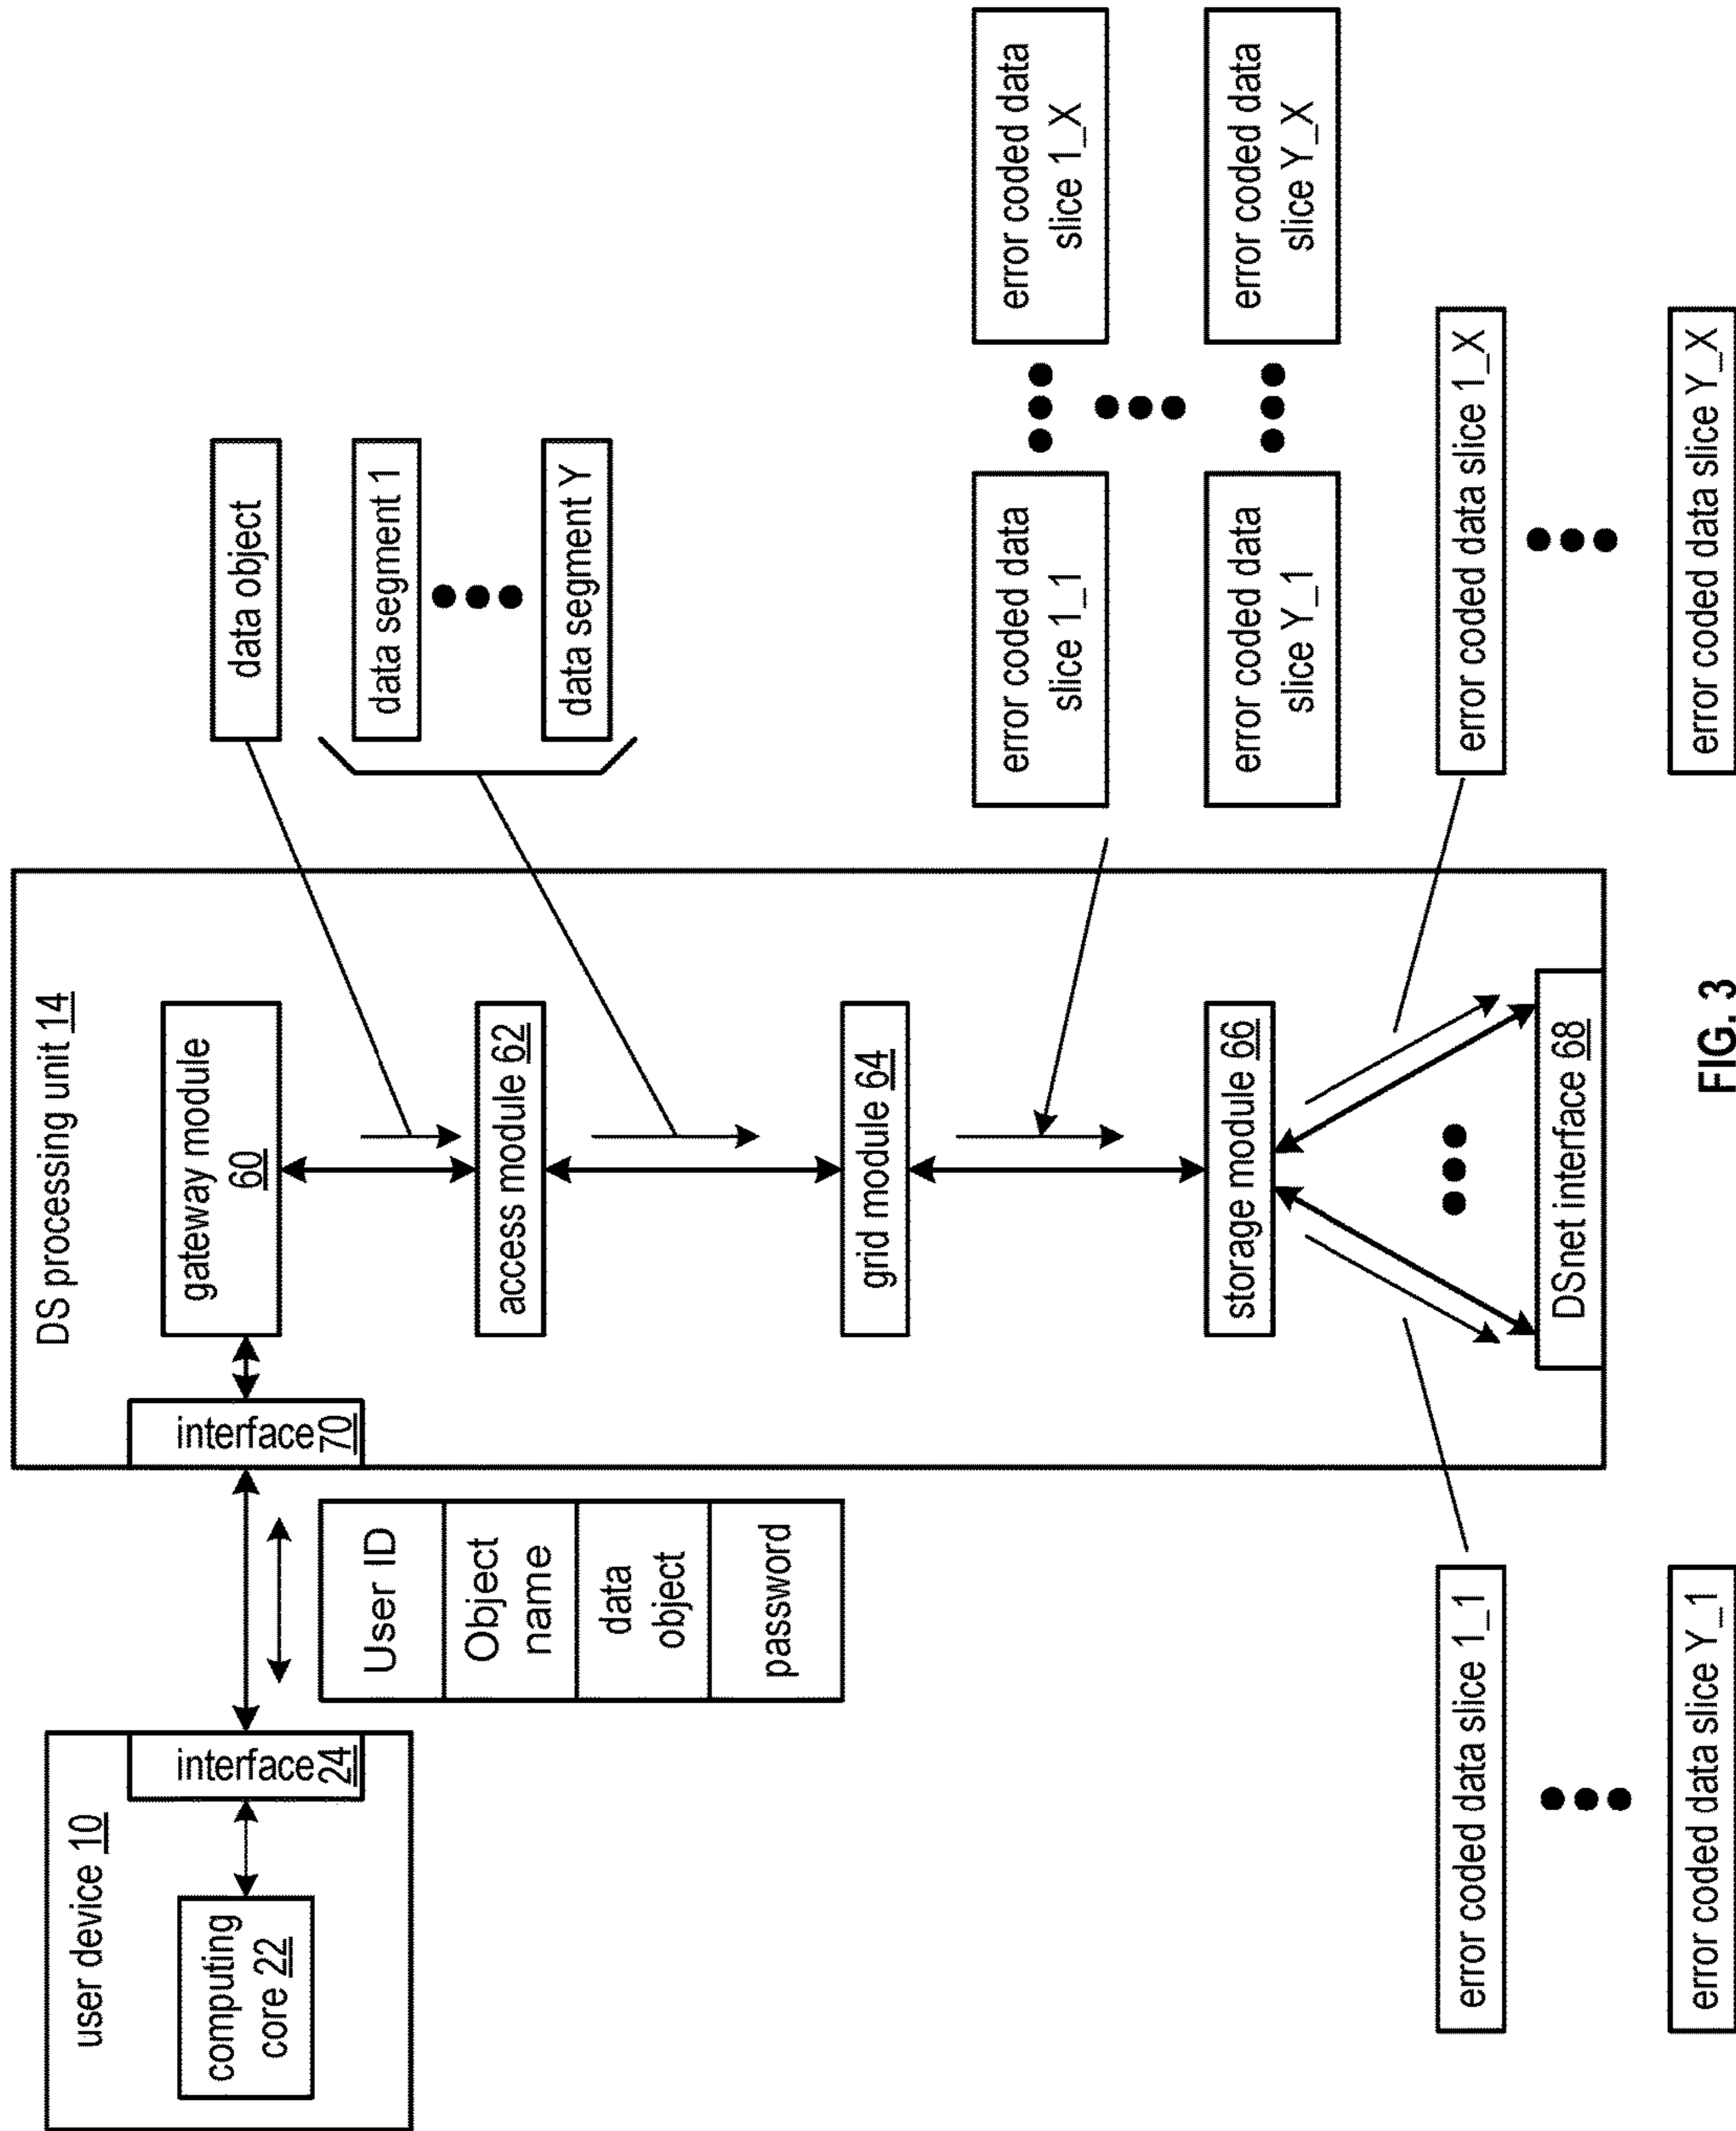 user device 10
computing
core 22
interface 24
User ID
Object
name
data
object
password
DS processing unit 14
interface 70
gateway module
60
access module 62
grid module 64
storage module 66
DSnet interface 68
data object
data segment 1
data segment Y
error coded data
slice 1_1
error coded data
slice 1_X
error coded data
slice Y_1
error coded data
slice Y_X
error coded data slice 1_1
error coded data slice Y_1
error coded data slice 1_X
error coded data slice Y_X
FIG. 3